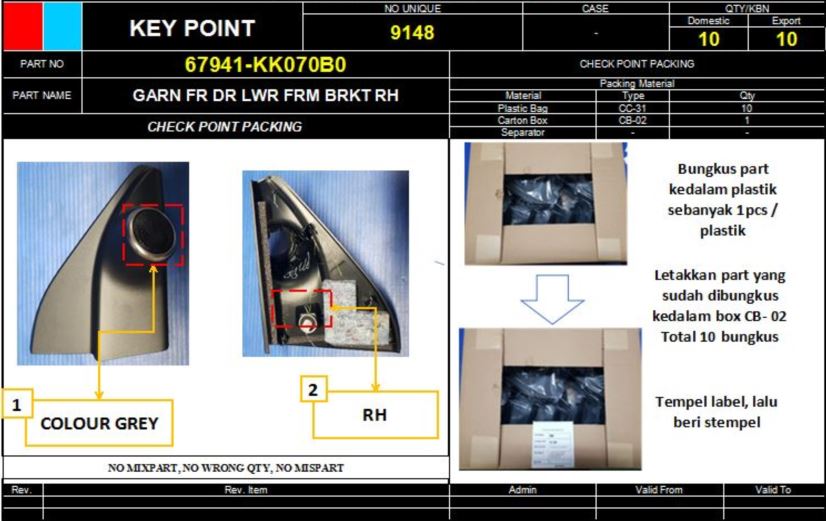 KEY POINT
NO UNIQUE
CASE
QTY/KBN
9148
-
Domestic
Export
10
10
PART NO
67941-KK070B0
CHECK POINT PACKING
PART NAME
GARN FR DR LWR FRM BRKT RH
Packing Material
Material
Type
Qty
Plastic Bag
CC-31
10
Carton Box
CB-02
1
Separator
-
-
CHECK POINT PACKING
1
COLOUR GREY
2
RH
Bungkus part
kedalam plastik
sebanyak 1pcs /
plastik
Letakkan part yang
sudah dibungkus
kedalam box CB- 02
Total 10 bungkus
Tempel label, lalu
beri stempel
NO MIXPART, NO WRONG QTY, NO MISPART
Rev.
Rev. Item
Admin
Valid From
Valid To